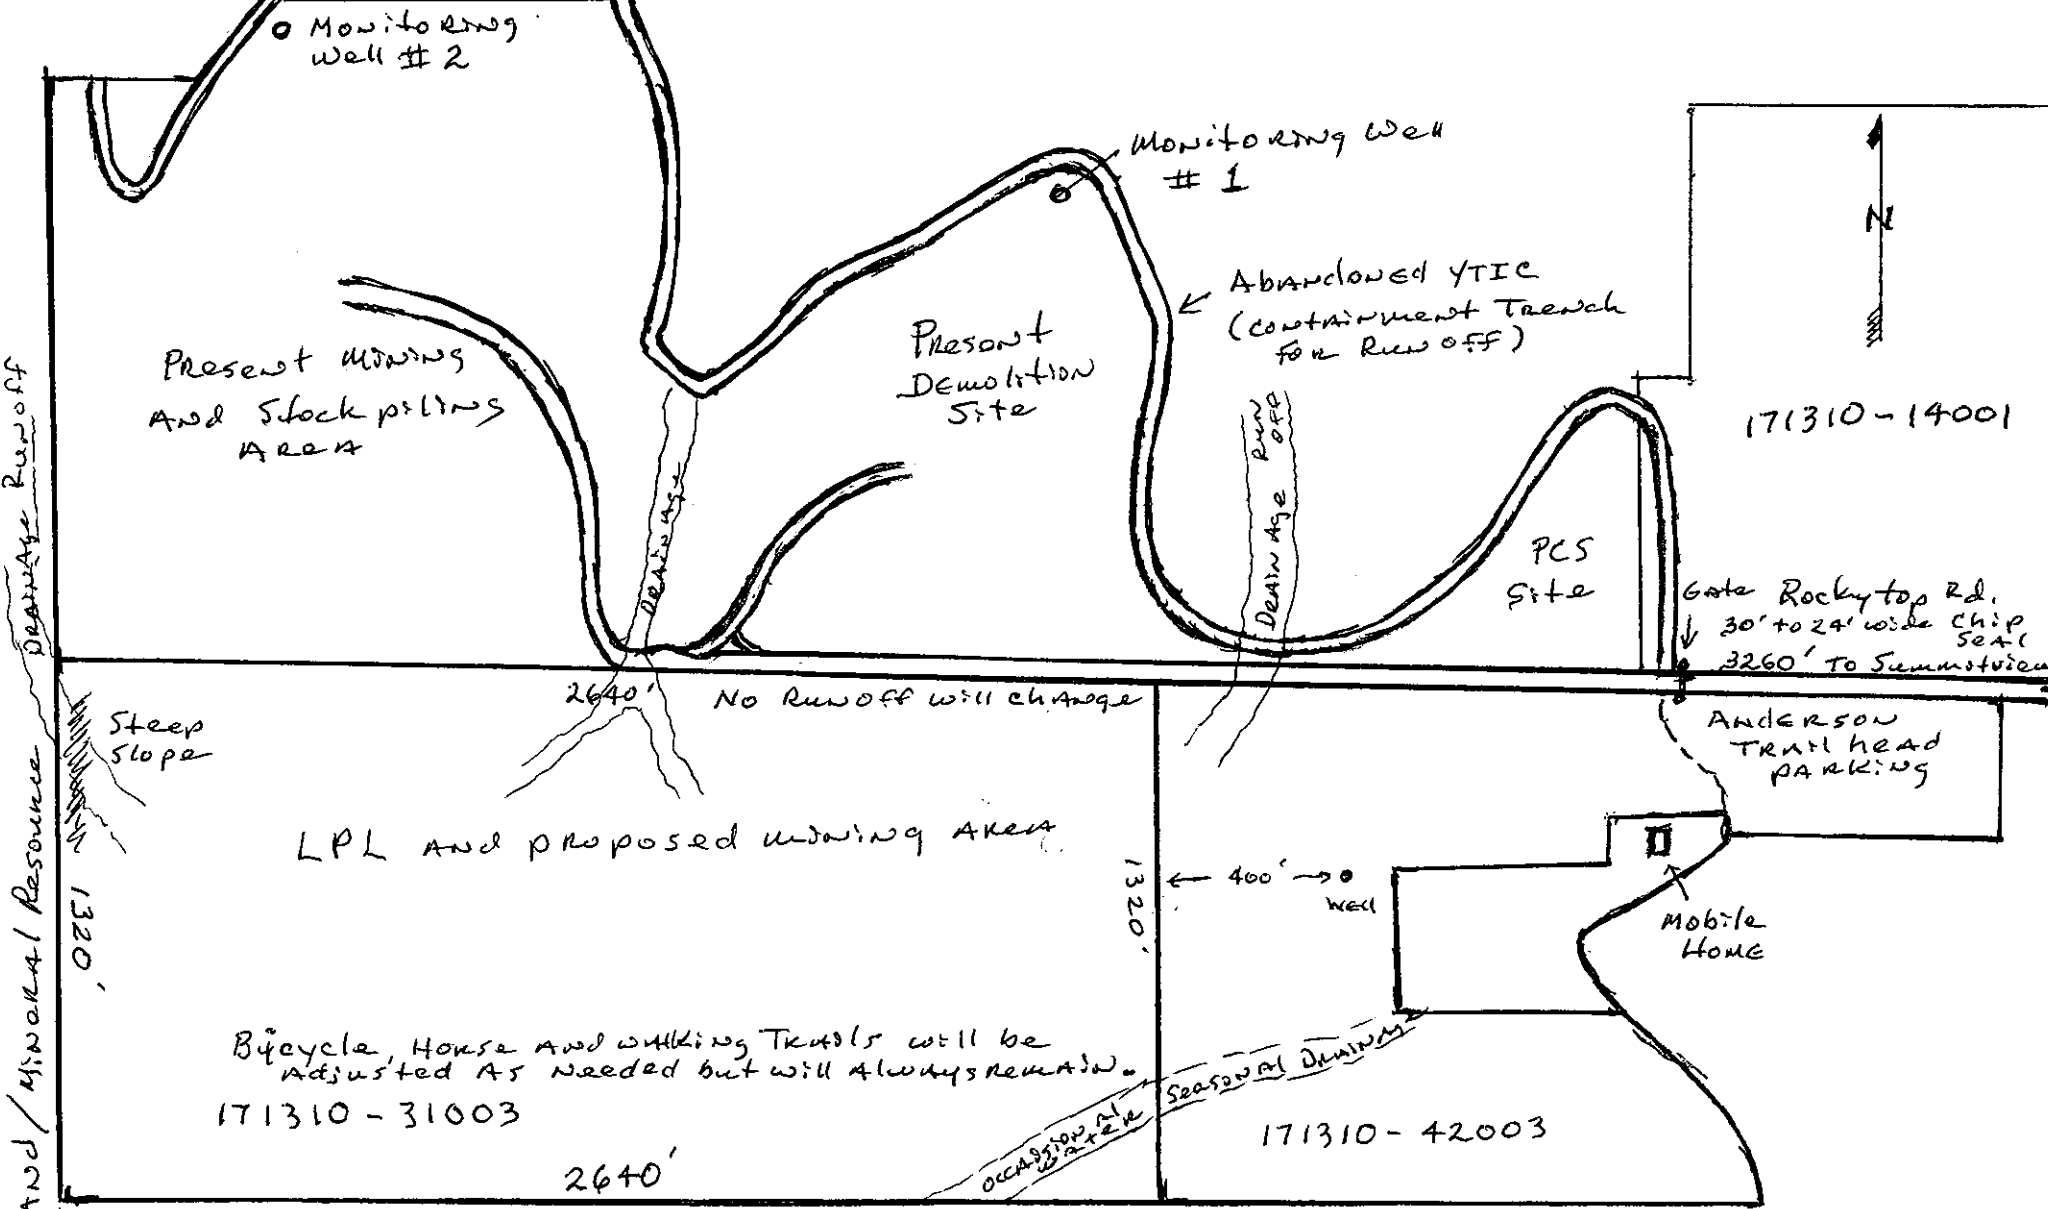 Monitoring
Well # 2
Monitoring Well
# 1
N
Abandoned YTIC
(containment Trench
for Runoff)
Present Mining
And Stockpiling
Area
Present
Demolition
Site
171310-14001
Drainage Runoff
Drainage
Drainage Run
off
PCS
Site
Gate Rockytop Rd.
30' to 24' wide Chip
Seal
3260' To Summitview
2640'
No Runoff will change
Steep
Slope
Anderson
Trail head
parking
LPL And proposed mining Area
1320'
1320'
← 400' →
Well
Mobile
Home
and/Mineral Resource
Bicycle, Horse And walking Trails will be
Adjusted As Needed but will Always Remain.
171310-31003
Seasonal Drainage
Occassional
water
171310-42003
2640'